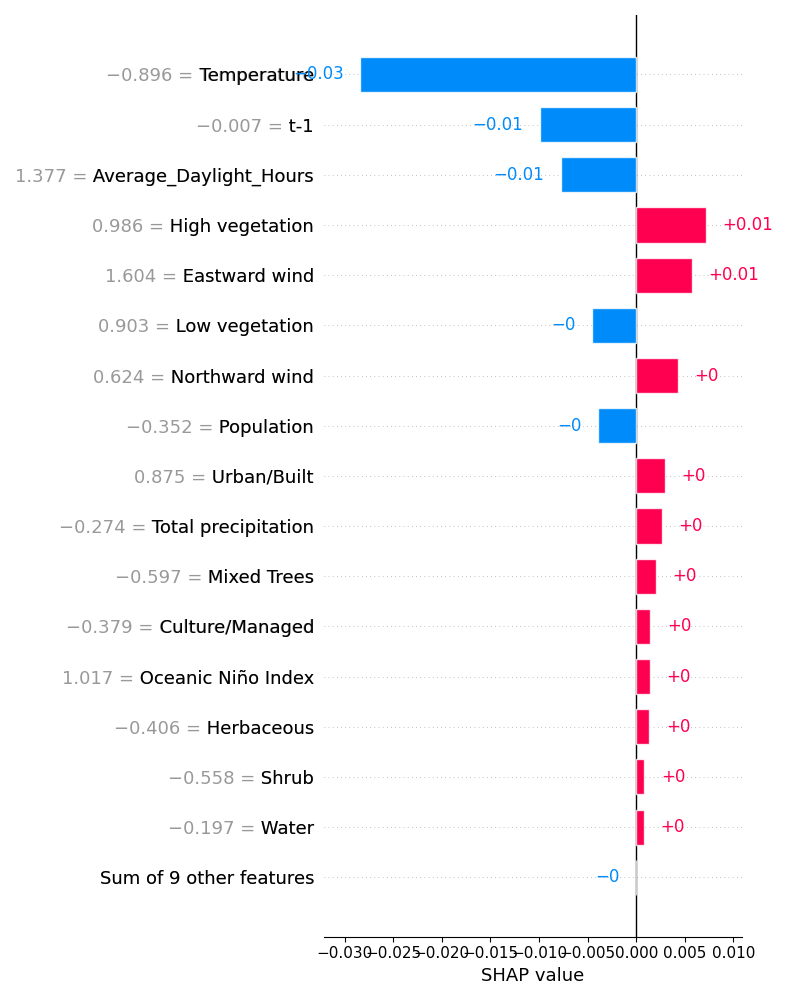 −0.896 = Temperature −0.03
−0.007 = t-1 −0.01
1.377 = Average_Daylight_Hours −0.01
0.986 = High vegetation +0.01
1.604 = Eastward wind +0.01
0.903 = Low vegetation −0
0.624 = Northward wind +0
−0.352 = Population −0
0.875 = Urban/Built +0
−0.274 = Total precipitation +0
−0.597 = Mixed Trees +0
−0.379 = Culture/Managed +0
1.017 = Oceanic Niño Index +0
−0.406 = Herbaceous +0
−0.558 = Shrub +0
−0.197 = Water +0
Sum of 9 other features −0
−0.030 −0.025 −0.020 −0.015 −0.010 −0.005 0.000 0.005 0.010
SHAP value